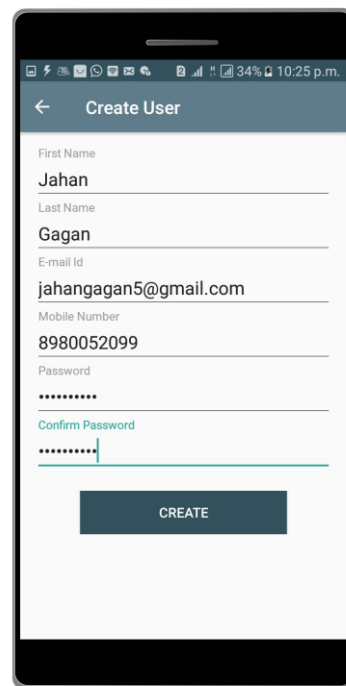 2 H 34% 10:25 p.m.
Create User
First Name
Jahan
Last Name
Gagan
E-mail Id
jahangagan5@gmail.com
Mobile Number
8980052099
Password
••••••••••
Confirm Password
••••••••••
CREATE